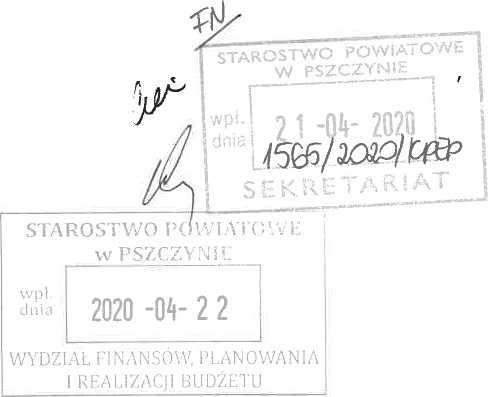 FN
STAROSTWO POWIATOWE
W PSZCZYNIE
wpł.
dnia
21 -04- 2020
1565/2020/
SEKRETARIAT
STAROSTWO POWIATOWE
w PSZCZYNIE
wpł.
dnia
2020 -04- 22
WYDZIAŁ FINANSÓW, PLANOWANIA
I REALIZACJI BUDŻETU